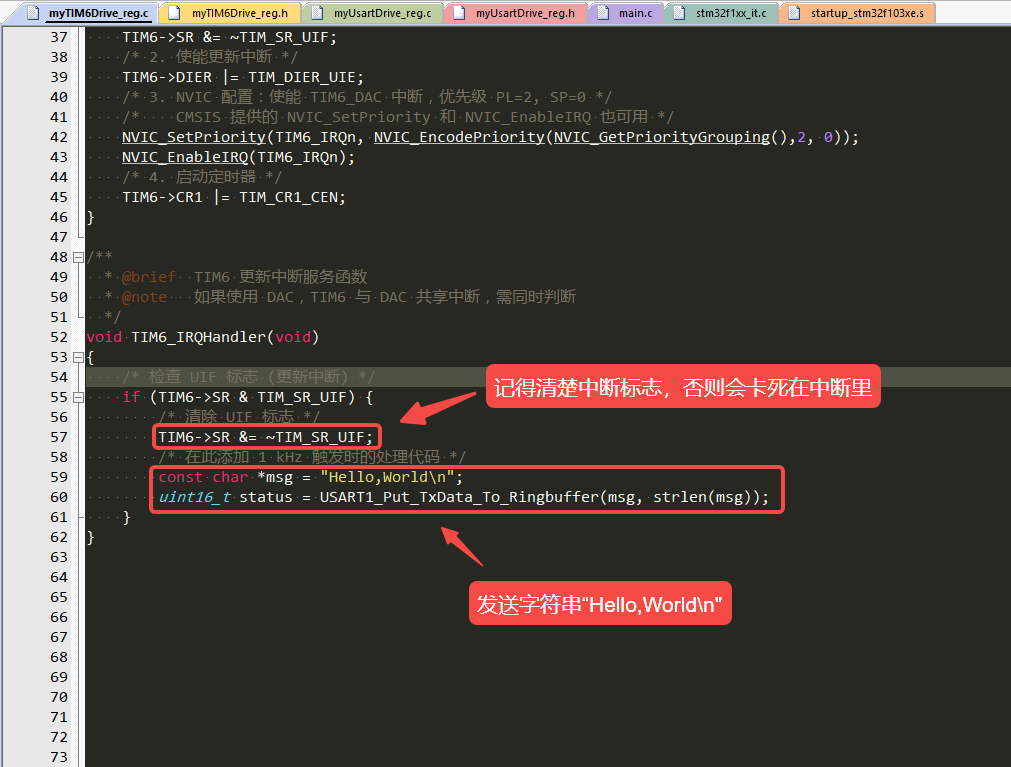 myTIM6Drive_reg.c myTIM6Drive_reg.h myUsartDrive_reg.c myUsartDrive_reg.h main.c stm32f1xx_it.c startup_stm32f103xe.s
37 TIM6->SR &= ~TIM_SR_UIF;
38 /* 2. 使能更新中断 */
39 TIM6->DIER |= TIM_DIER_UIE;
40 /* 3. NVIC 配置：使能 TIM6_DAC 中断，优先级 PL=2, SP=0 */
41 /* CMSIS 提供的 NVIC_SetPriority 和 NVIC_EnableIRQ 也可用 */
42 NVIC_SetPriority(TIM6_IRQn, NVIC_EncodePriority(NVIC_GetPriorityGrouping(),2, 0));
43 NVIC_EnableIRQ(TIM6_IRQn);
44 /* 4. 启动定时器 */
45 TIM6->CR1 |= TIM_CR1_CEN;
46 }
47
48 /**
49 * @brief TIM6 更新中断服务函数
50 * @note 如果使用 DAC，TIM6 与 DAC 共享中断，需同时判断
51 */
52 void TIM6_IRQHandler(void)
53 {
54 /* 检查 UIF 标志（更新中断） */
55 if (TIM6->SR & TIM_SR_UIF) {
56 /* 清除 UIF 标志 */
57 TIM6->SR &= ~TIM_SR_UIF;
58 /* 在此添加 1 kHz 触发时的处理代码 */
59 const char *msg = "Hello,World\n";
60 uint16_t status = USART1_Put_TxData_To_Ringbuffer(msg, strlen(msg));
61 }
62 }
63
64
65
66
67
68
69
70
71
72
73
记得清楚中断标志，否则会卡死在中断里
发送字符串“Hello,World\n"